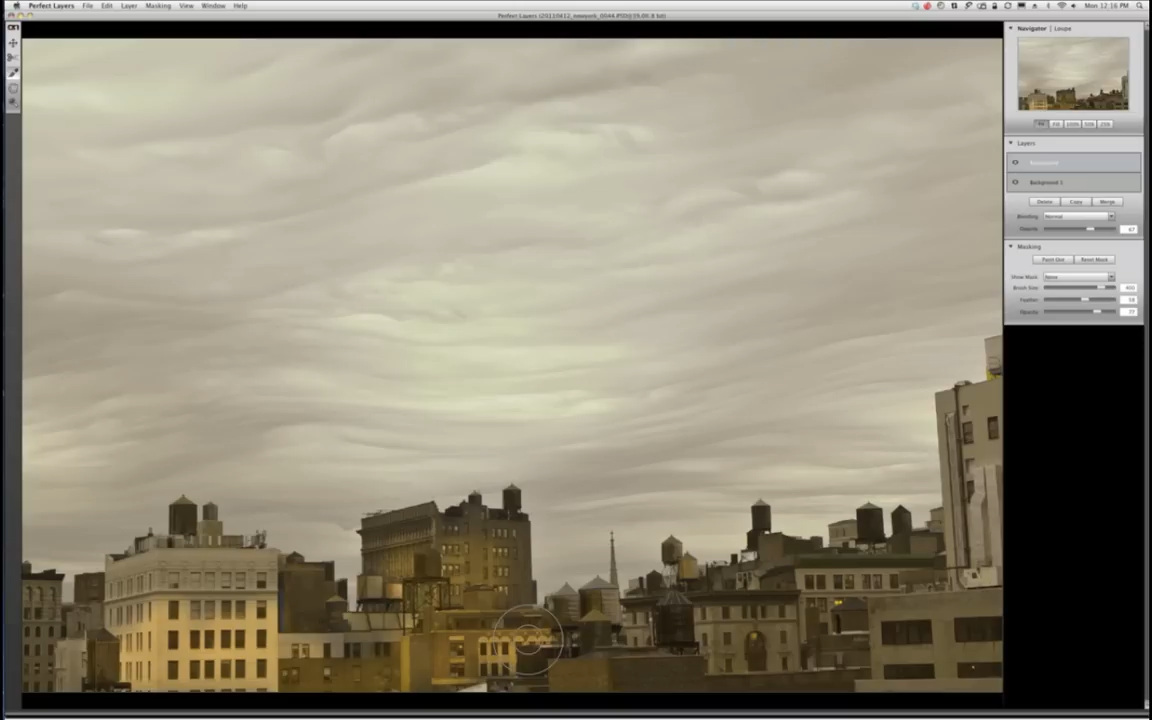 Perfect Layers File Edit Layer Masking View Window Help Mon 12:16 PM
Navigator | Loupe
Layers
Background 1
Delete Copy Merge
Blending: Normal
Opacity: 67
Masking
Paint Out Reset Mask
Show Mask: None
Brush Size:
Feather:
Opacity: